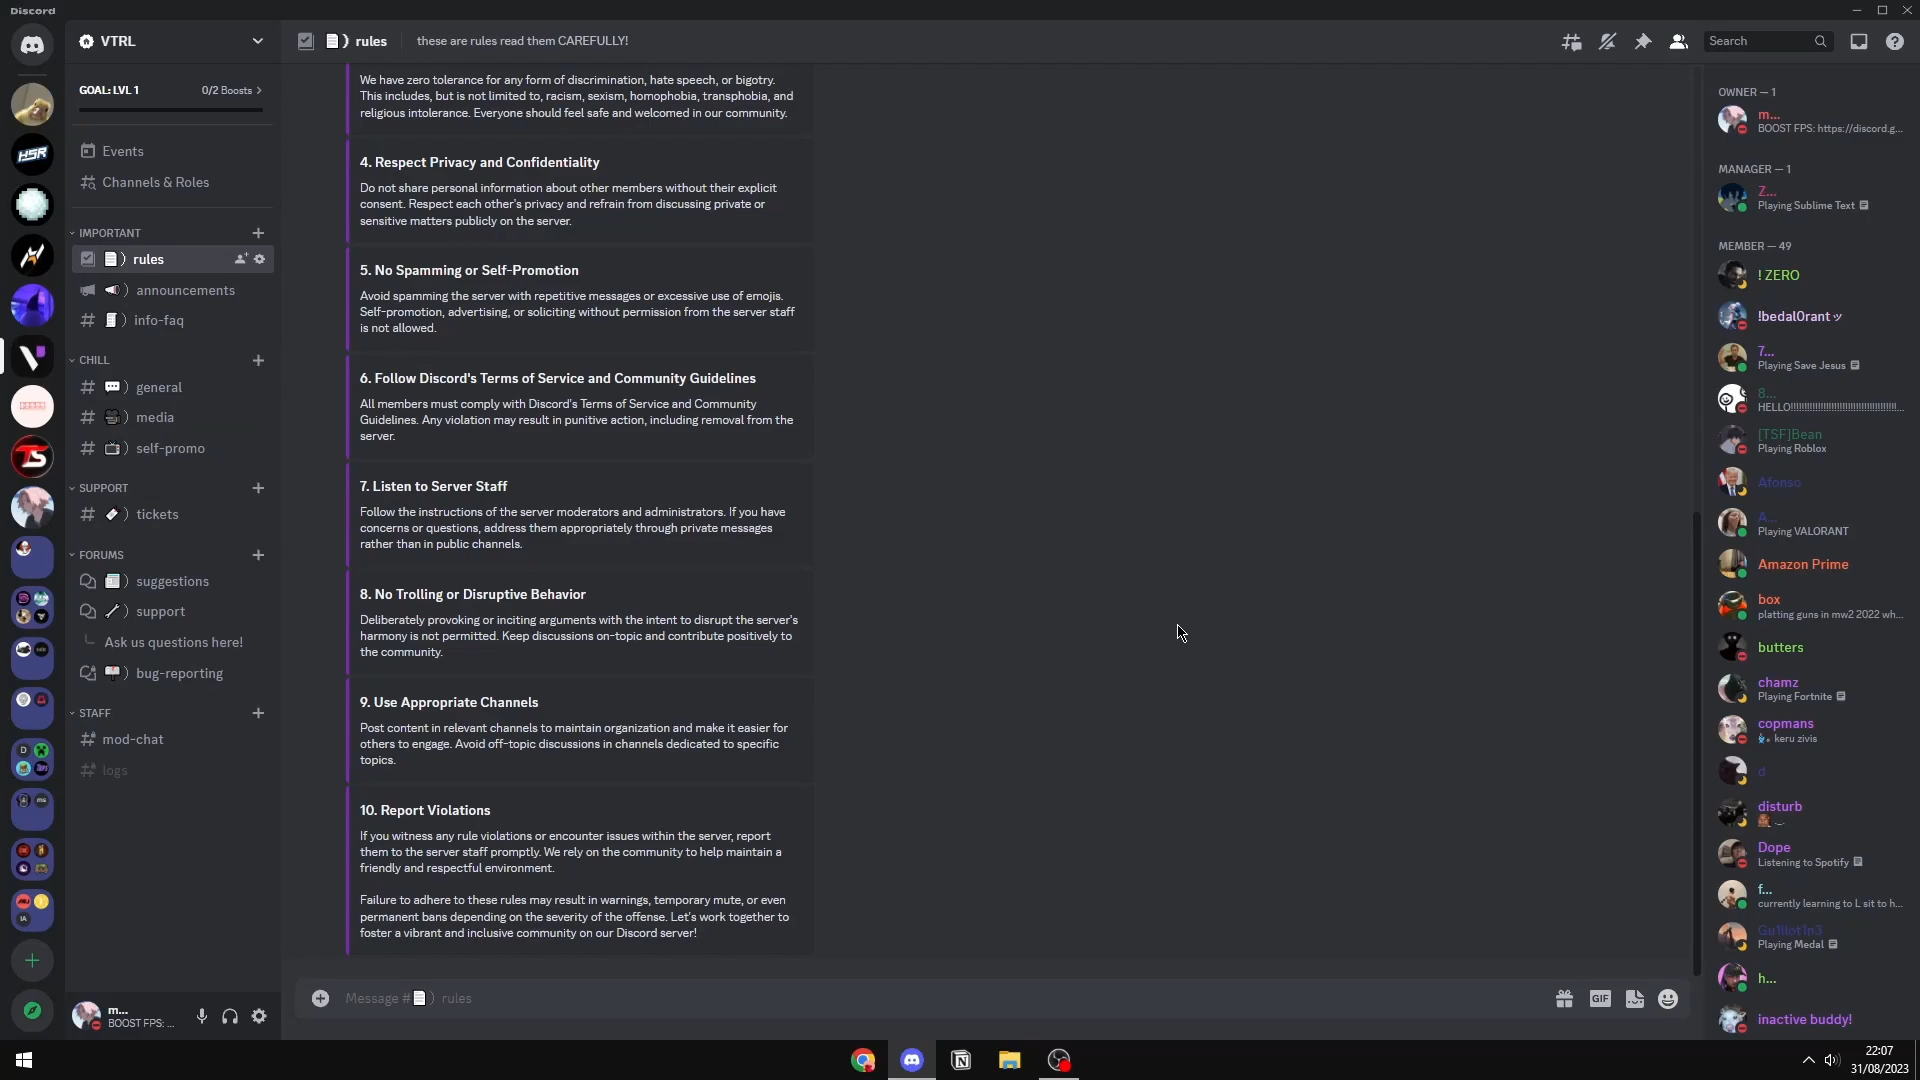 Discord
VTRL
GOAL: LVL 1
0/2 Boosts
Events
Channels & Roles
IMPORTANT
rules
announcements
info-faq
CHILL
general
media
self-promo
SUPPORT
tickets
FORUMS
suggestions
support
Ask us questions here!
bug-reporting
STAFF
mod-chat
logs
m...
BOOST FPS: ...
rules
these are rules read them CAREFULLY!
Search
We have zero tolerance for any form of discrimination, hate speech, or bigotry.
This includes, but is not limited to, racism, sexism, homophobia, transphobia, and
religious intolerance. Everyone should feel safe and welcomed in our community.
4. Respect Privacy and Confidentiality
Do not share personal information about other members without their explicit
consent. Respect each other's privacy and refrain from discussing private or
sensitive matters publicly on the server.
5. No Spamming or Self-Promotion
Avoid spamming the server with repetitive messages or excessive use of emojis.
Self-promotion, advertising, or soliciting without permission from the server staff
is not allowed.
6. Follow Discord's Terms of Service and Community Guidelines
All members must comply with Discord's Terms of Service and Community
Guidelines. Any violation may result in punitive action, including removal from the
server.
7. Listen to Server Staff
Follow the instructions of the server moderators and administrators. If you have
concerns or questions, address them appropriately through private messages
rather than in public channels.
8. No Trolling or Disruptive Behavior
Deliberately provoking or inciting arguments with the intent to disrupt the server's
harmony is not permitted. Keep discussions on-topic and contribute positively to
the community.
9. Use Appropriate Channels
Post content in relevant channels to maintain organization and make it easier for
others to engage. Avoid off-topic discussions in channels dedicated to specific
topics.
10. Report Violations
If you witness any rule violations or encounter issues within the server, report
them to the server staff promptly. We rely on the community to help maintain a
friendly and respectful environment.
Failure to adhere to these rules may result in warnings, temporary mute, or even
permanent bans depending on the severity of the offense. Let's work together to
foster a vibrant and inclusive community on our Discord server!
Message # rules
GIF
OWNER — 1
m...
BOOST FPS: https://discord.g...
MANAGER — 1
Z...
Playing Sublime Text
MEMBER — 49
! ZERO
!bedal0rantッ
7...
Playing Save Jesus
8...
HELLO!!!!!!!!!!!!!!!!!!!!!!!!!!!!!!!!!!!!...
[TSF]Bean
Playing Roblox
Afonso
A...
Playing VALORANT
Amazon Prime
box
platting guns in mw2 2022 wh...
butters
chamz
Playing Fortnite
copmans
keru zivis
d
disturb
Dope
Listening to Spotify
f...
currently learning to L sit to h...
Gu1llot1n3
Playing Medal
h...
inactive buddy!
HSR
TS
22:07
31/08/2023